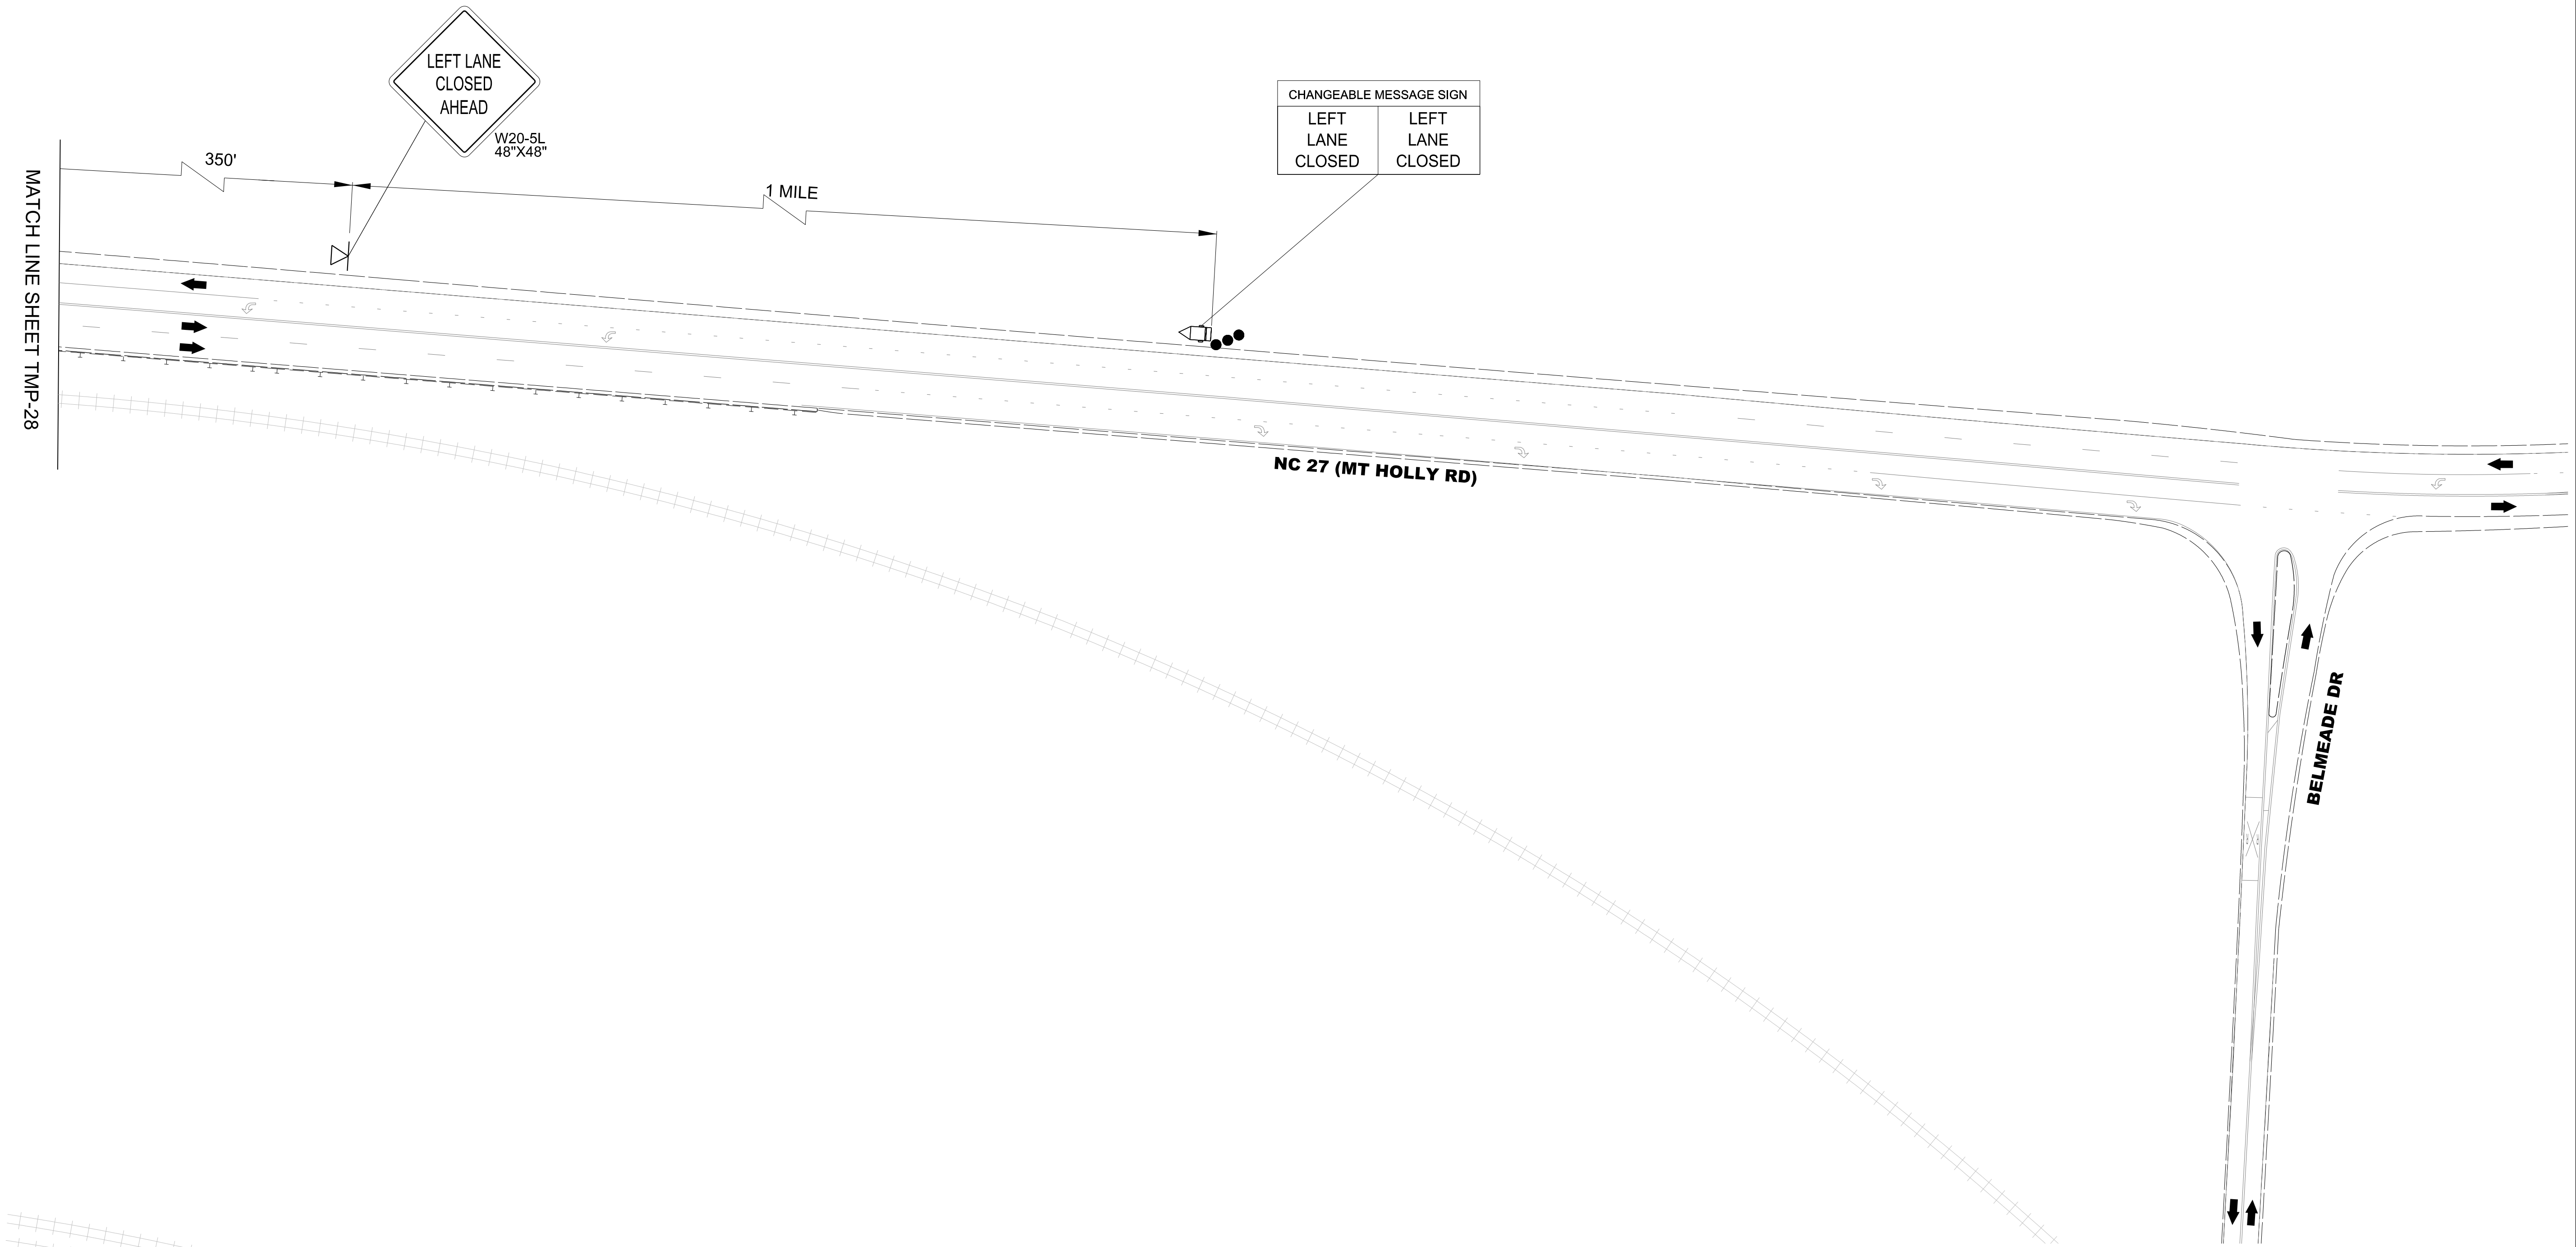 LEFT LANE
CLOSED
AHEAD
W20-5L
48"X48"
350'
1 MILE
MATCH LINE SHEET TMP-28
CHANGEABLE MESSAGE SIGN
LEFT
LANE
CLOSED
LEFT
LANE
CLOSED
NC 27 (MT HOLLY RD)
BELMEADE DR